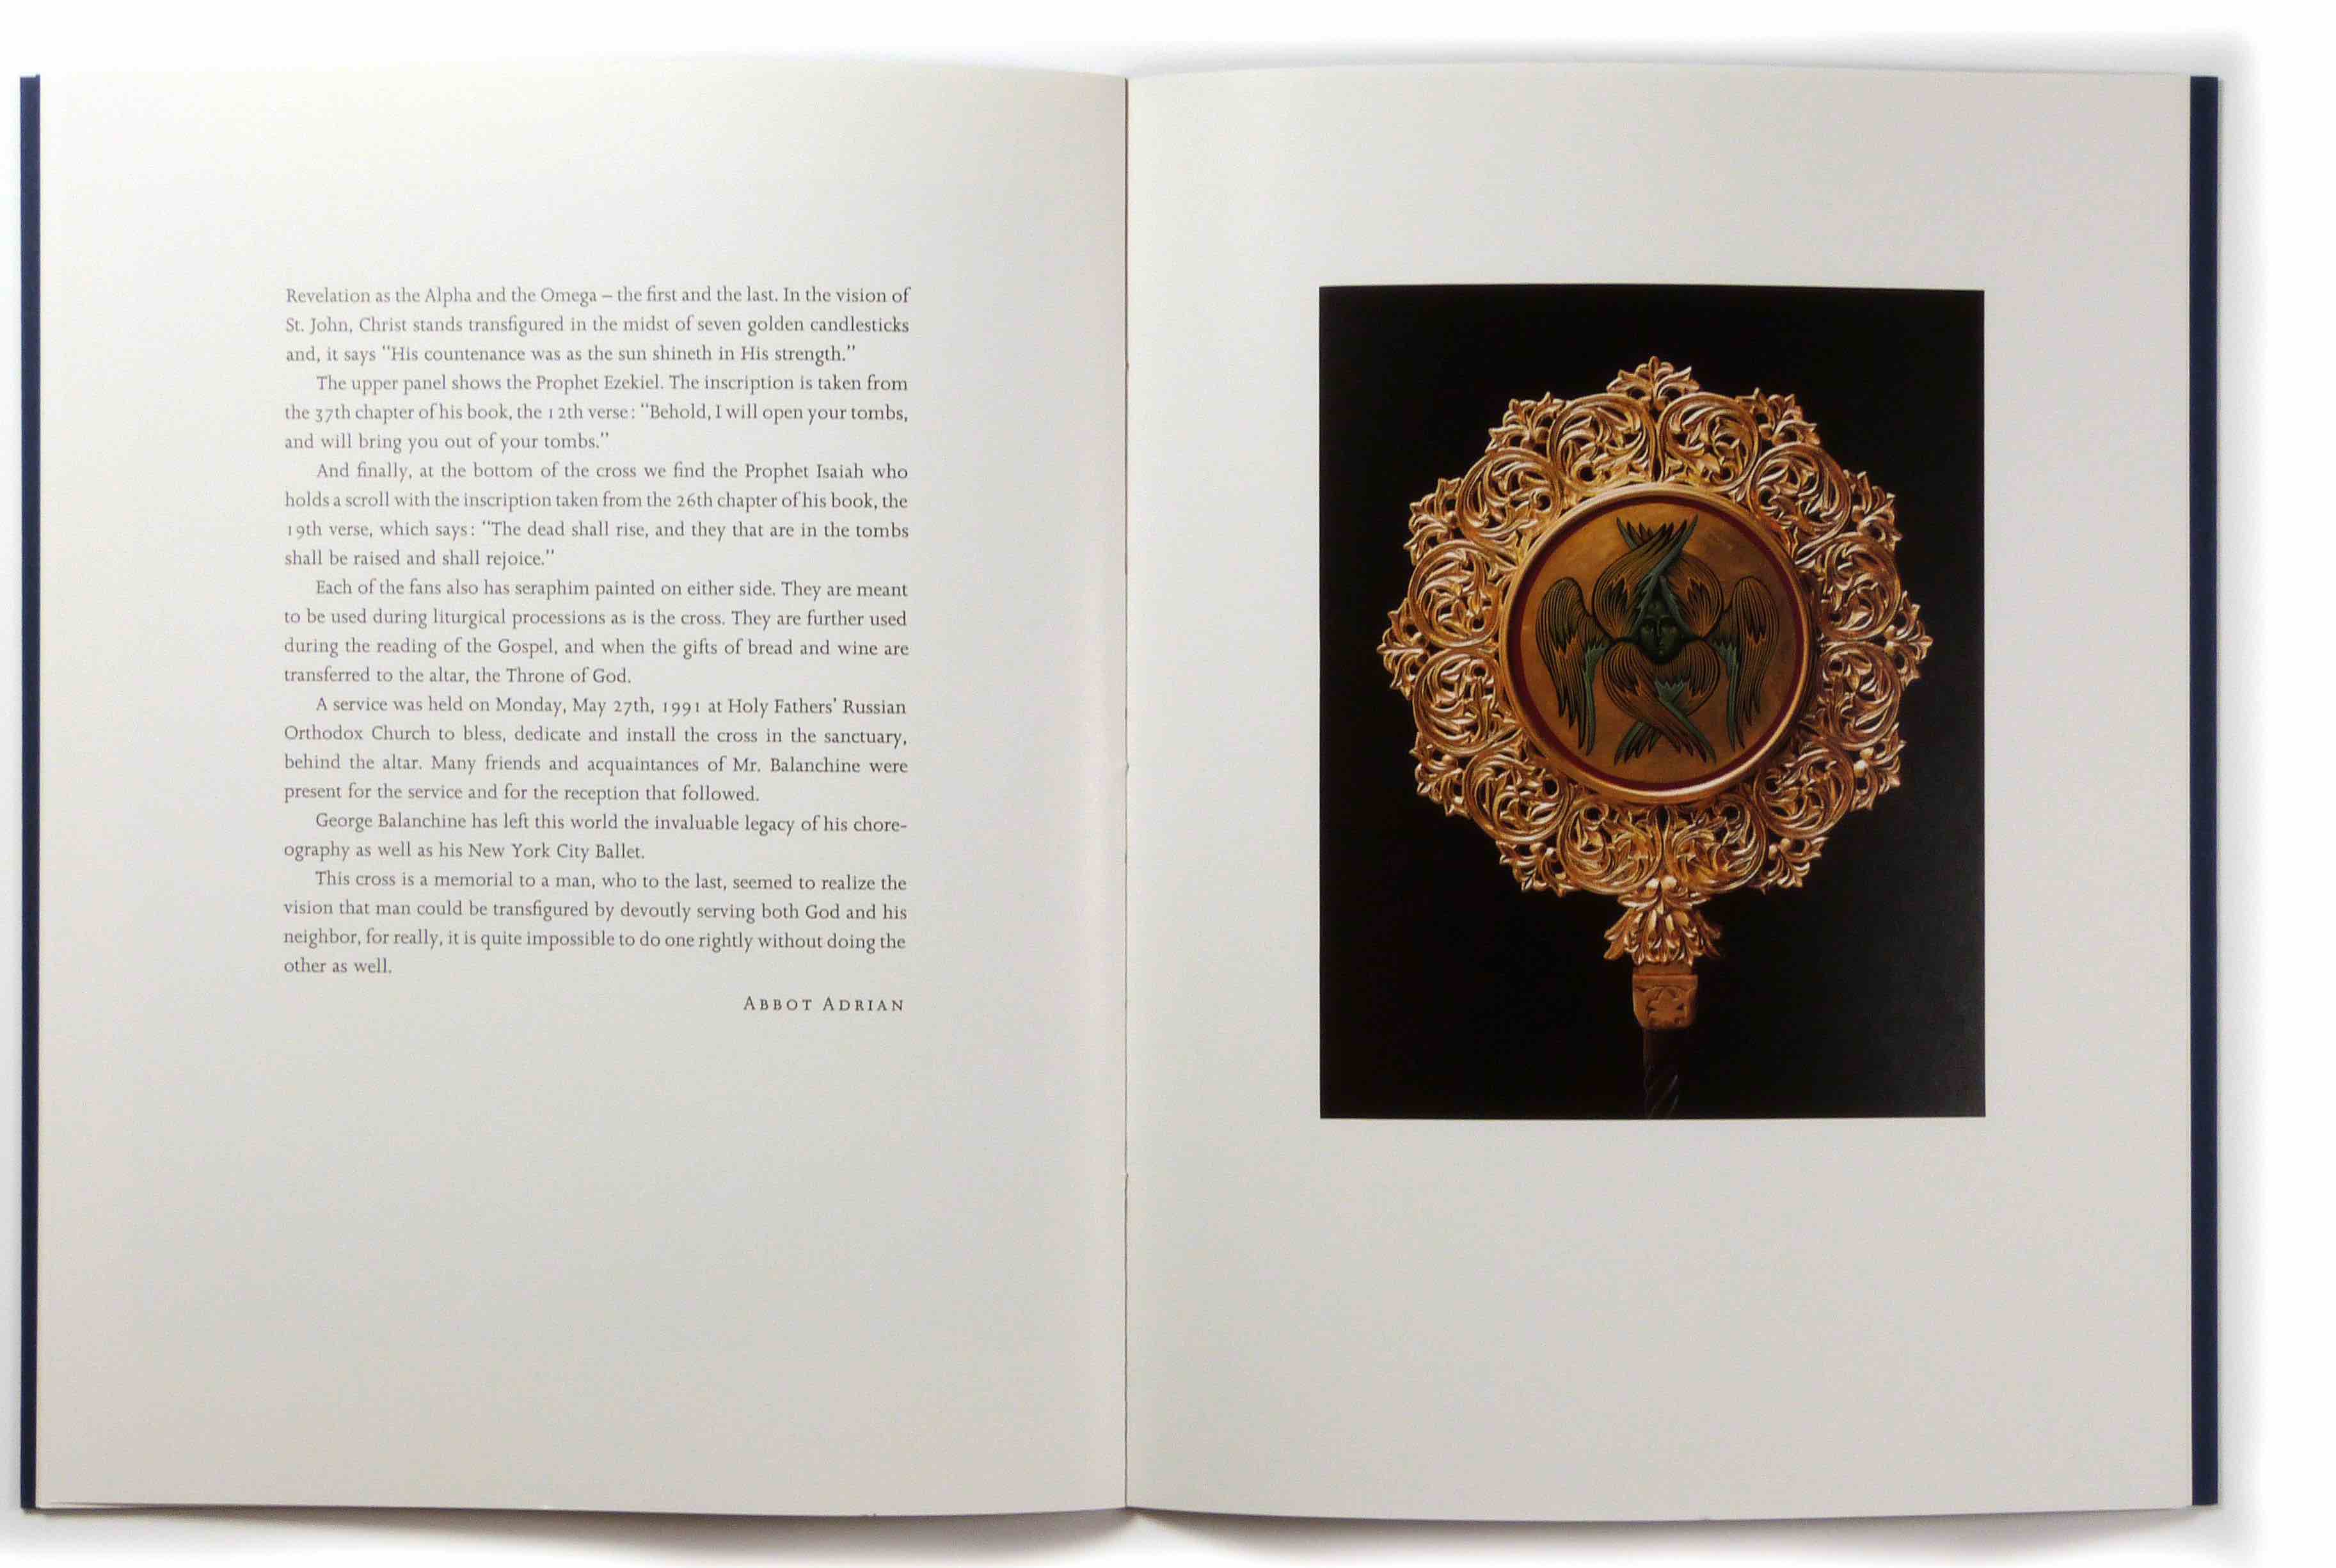 Revelation as the Alpha and the Omega – the first and the last. In the vision of
St. John, Christ stands transfigured in the midst of seven golden candlesticks
and, it says "His countenance was as the sun shineth in His strength."
The upper panel shows the Prophet Ezekiel. The inscription is taken from
the 37th chapter of his book, the 12th verse: "Behold, I will open your tombs,
and will bring you out of your tombs."
And finally, at the bottom of the cross we find the Prophet Isaiah who
holds a scroll with the inscription taken from the 26th chapter of his book, the
19th verse, which says: "The dead shall rise, and they that are in the tombs
shall be raised and shall rejoice."
Each of the fans also has seraphim painted on either side. They are meant
to be used during liturgical processions as is the cross. They are further used
during the reading of the Gospel, and when the gifts of bread and wine are
transferred to the altar, the Throne of God.
A service was held on Monday, May 27th, 1991 at Holy Fathers' Russian
Orthodox Church to bless, dedicate and install the cross in the sanctuary,
behind the altar. Many friends and acquaintances of Mr. Balanchine were
present for the service and for the reception that followed.
George Balanchine has left this world the invaluable legacy of his chore-
ography as well as his New York City Ballet.
This cross is a memorial to a man, who to the last, seemed to realize the
vision that man could be transfigured by devoutly serving both God and his
neighbor, for really, it is quite impossible to do one rightly without doing the
other as well.
ABBOT ADRIAN